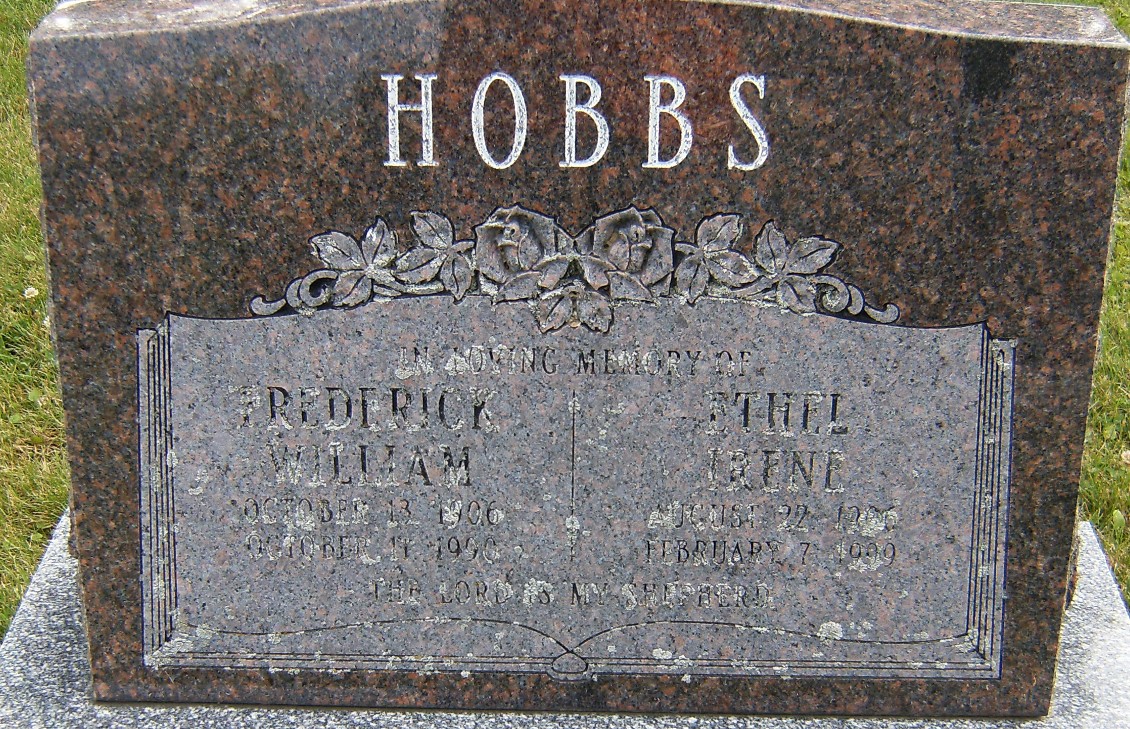 HOBBS
IN LOVING MEMORY OF
FREDERICK
WILLIAM
OCTOBER 13, 1906
OCTOBER 11, 1990
ETHEL
IRENE
AUGUST 22,
FEBRUARY 7, 1999
THE LORD IS MY SHEPHERD